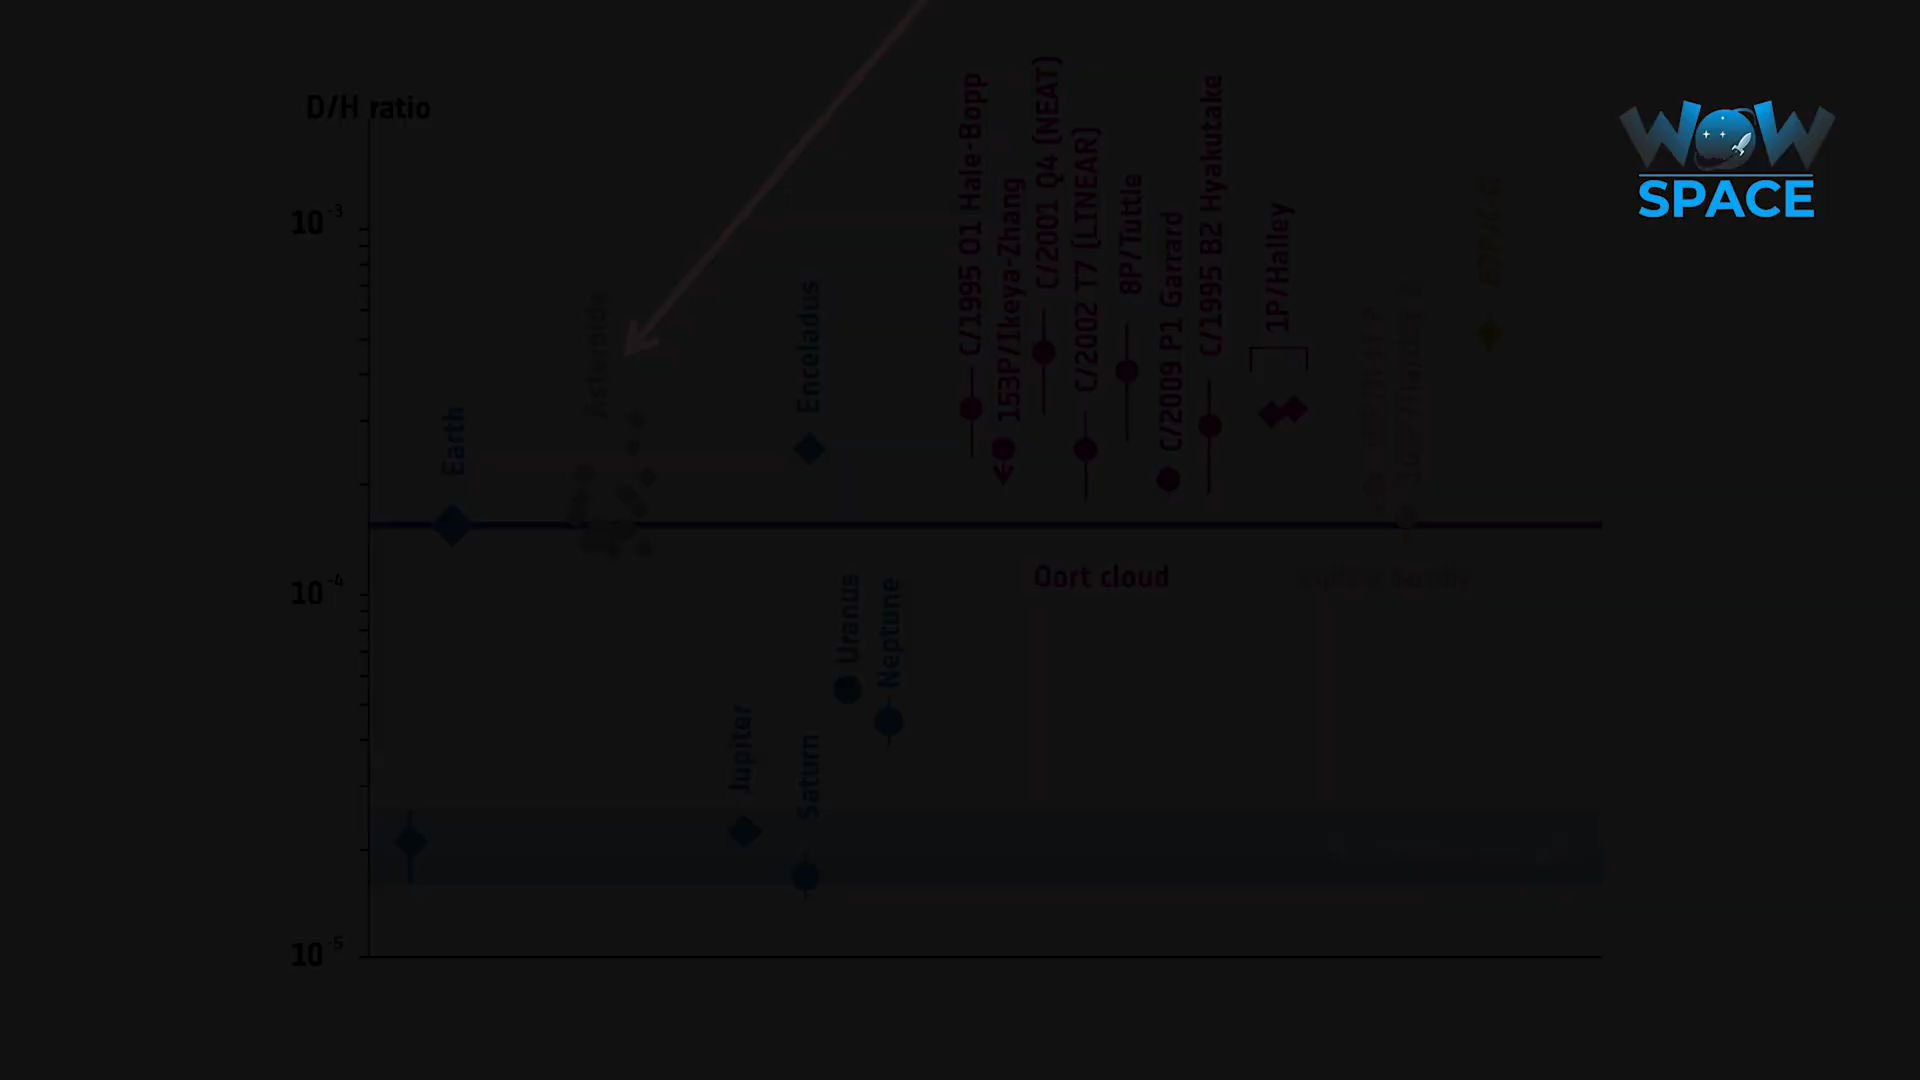 D/H ratio
10⁻³
10⁻⁴
10⁻⁵
Earth
Asteroids
Enceladus
Jupiter
Saturn
Uranus
Neptune
C/1995 O1 Hale-Bopp
153P/Ikeya-Zhang
C/2001 Q4 (NEAT)
C/2002 T7 (LINEAR)
8P/Tuttle
C/2009 P1 Garrard
C/1995 B2 Hyakutake
1P/Halley
Oort cloud
WOW
SPACE